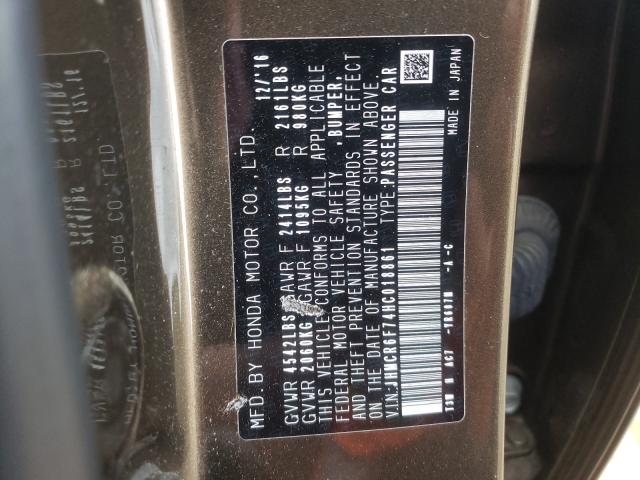 MFD. BY HONDA MOTOR CO., LTD. 12/'16
GVWR 4542LBS GAWR F 2414LBS R 2161LBS
GVWR 2060KG GAWR F 1095KG R 980KG
THIS VEHICLE CONFORMS TO ALL APPLICABLE
FEDERAL MOTOR VEHICLE SAFETY ,BUMPER,
AND THEFT PREVENTION STANDARDS IN EFFECT
ON THE DATE OF MANUFACTURE SHOWN ABOVE.
V.I.N:JHMCR6F74HC018861 TYPE:PASSENGER CAR
MADE IN JAPAN
-A -C